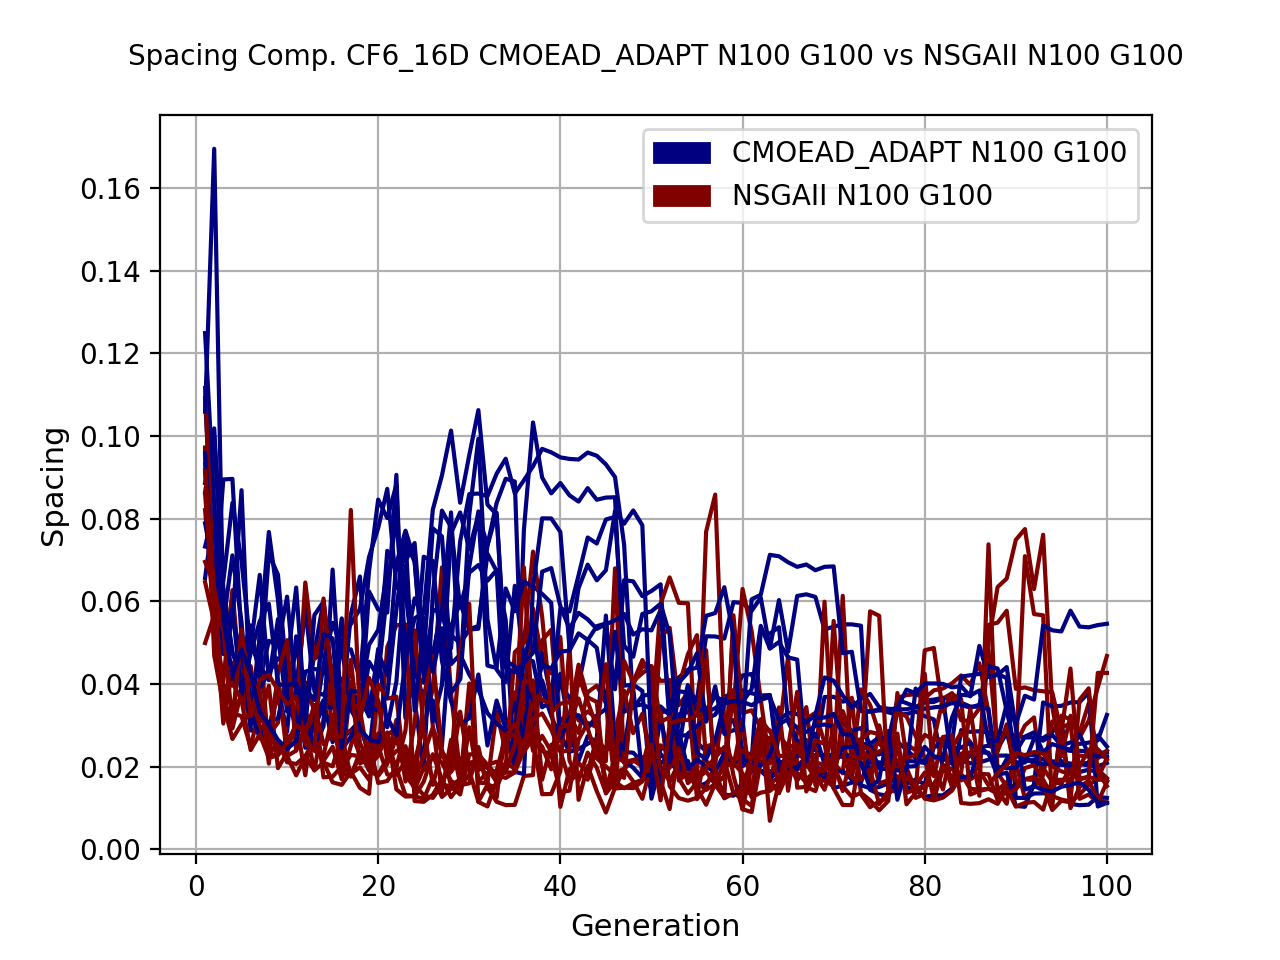 Spacing Comp. CF6_16D CMOEAD_ADAPT N100 G100 vs NSGAII N100 G100
CMOEAD_ADAPT N100 G100
NSGAII N100 G100
0.16
0.14
0.12
0.10
0.08
0.06
0.04
0.02
0.00
Spacing
0 20 40 60 80 100
Generation